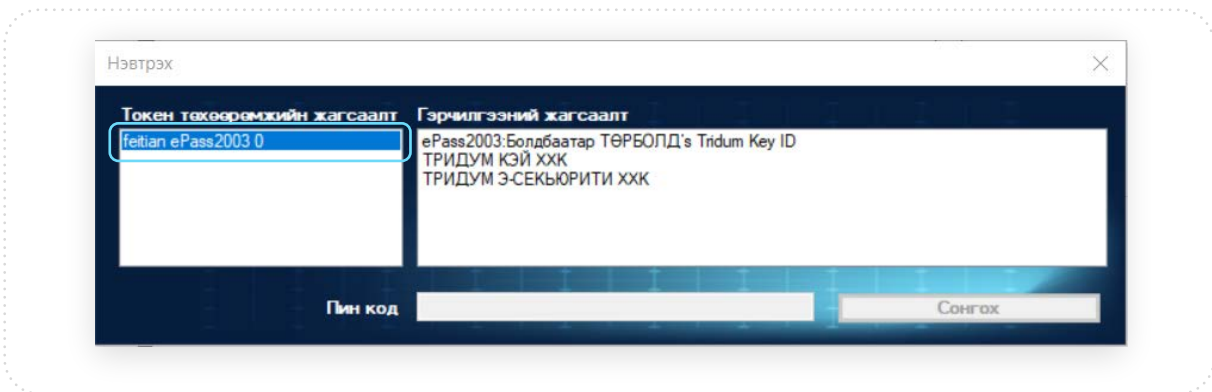 Нэвтрэх
Токен төхөөрөмжийн жагсаалт
Гэрчилгээний жагсаалт
feitian ePass2003 0
ePass2003:Болдбаатар ТӨРБОЛД's Tridum Key ID
ТРИДУМ КЭЙ ХХК
ТРИДУМ Э-СЕКЬЮРИТИ ХХК
Пин код
Сонгох